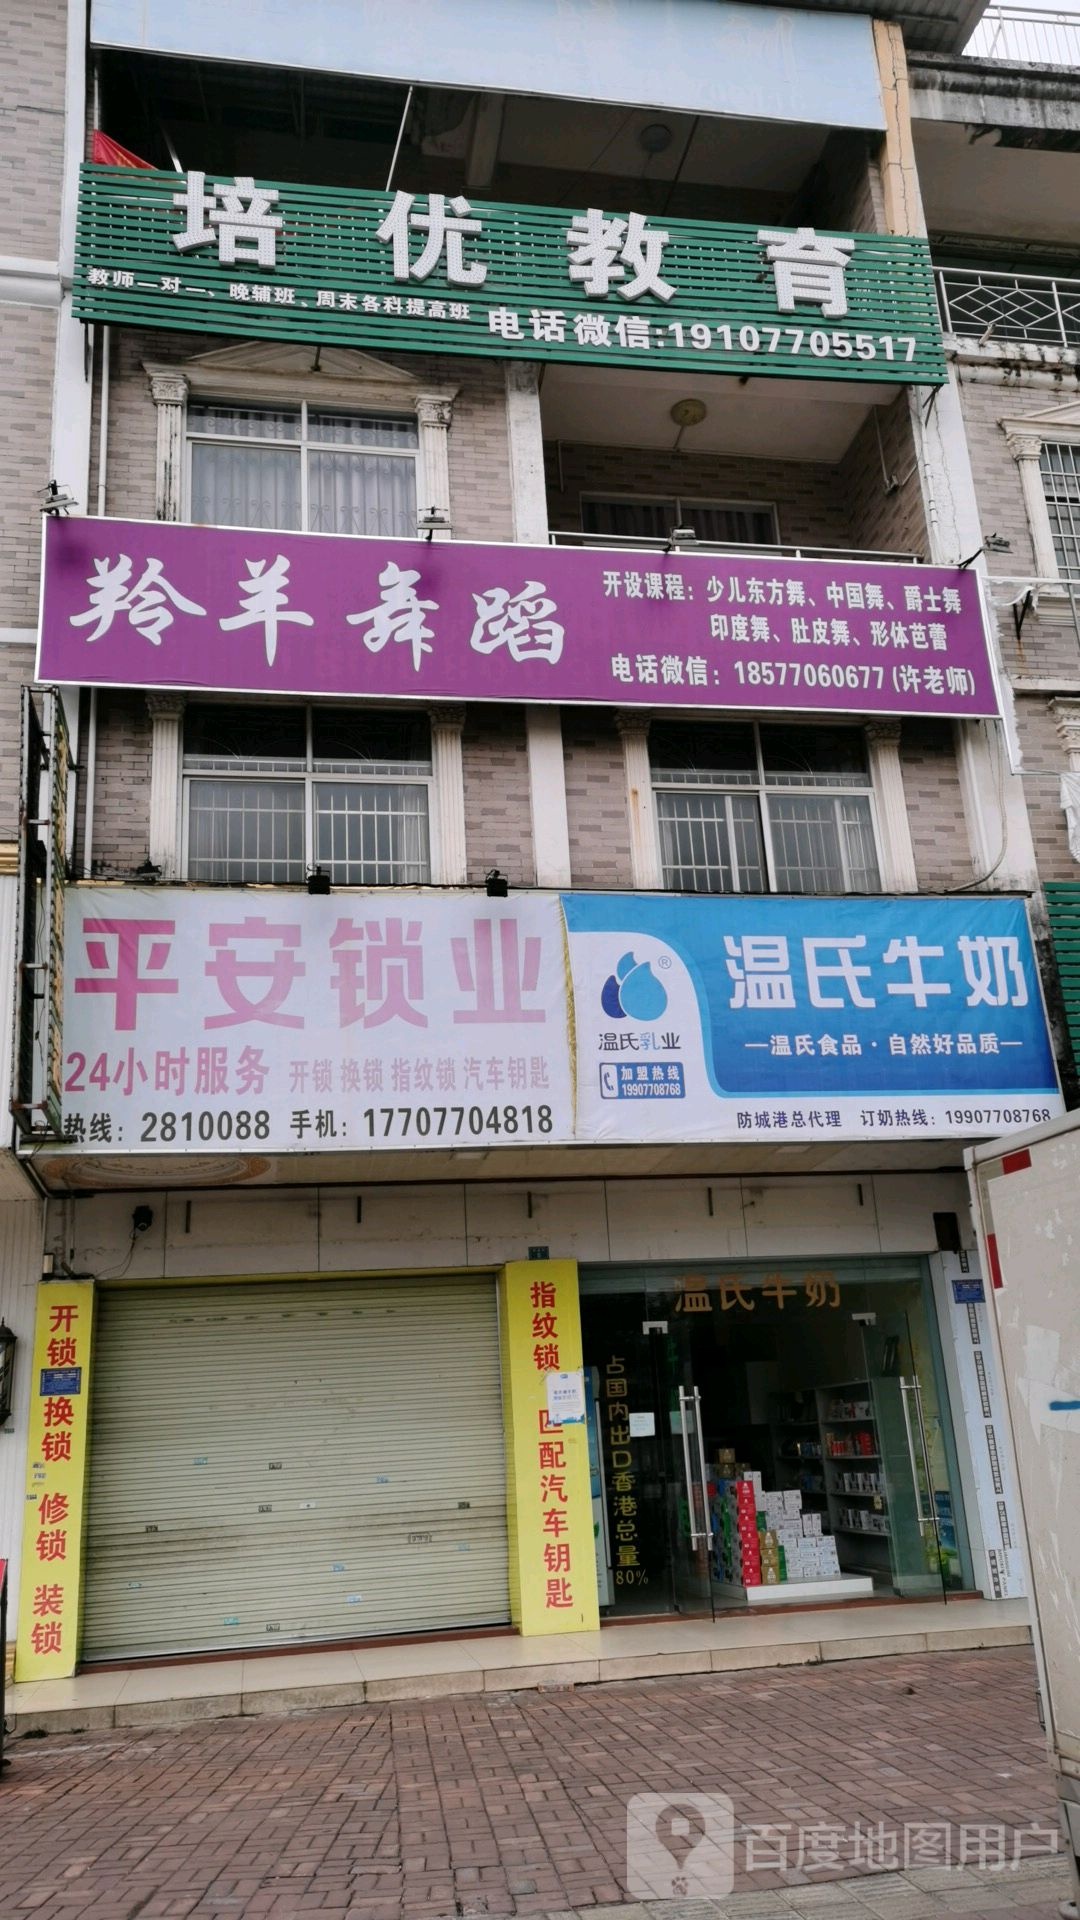 培优教育
教师一对一、晚辅班、周末各科提高班
电话微信:19107705517
羚羊舞蹈
开设课程：少儿东方舞、中国舞、爵士舞
印度舞、肚皮舞、形体芭蕾
电话微信：18577060677(许老师)
平安锁业
24小时服务 开锁 换锁 指纹锁 汽车钥匙
热线：2810088 手机：17707704818
®
温氏乳业
加盟热线
19907708768
温氏牛奶
—温氏食品·自然好品质—
防城港总代理 订奶热线：19907708768
开锁 换锁 修锁 装锁
指纹锁 匹配汽车钥匙
温氏牛奶
占国内出口香港总量
80%
百度地图用户